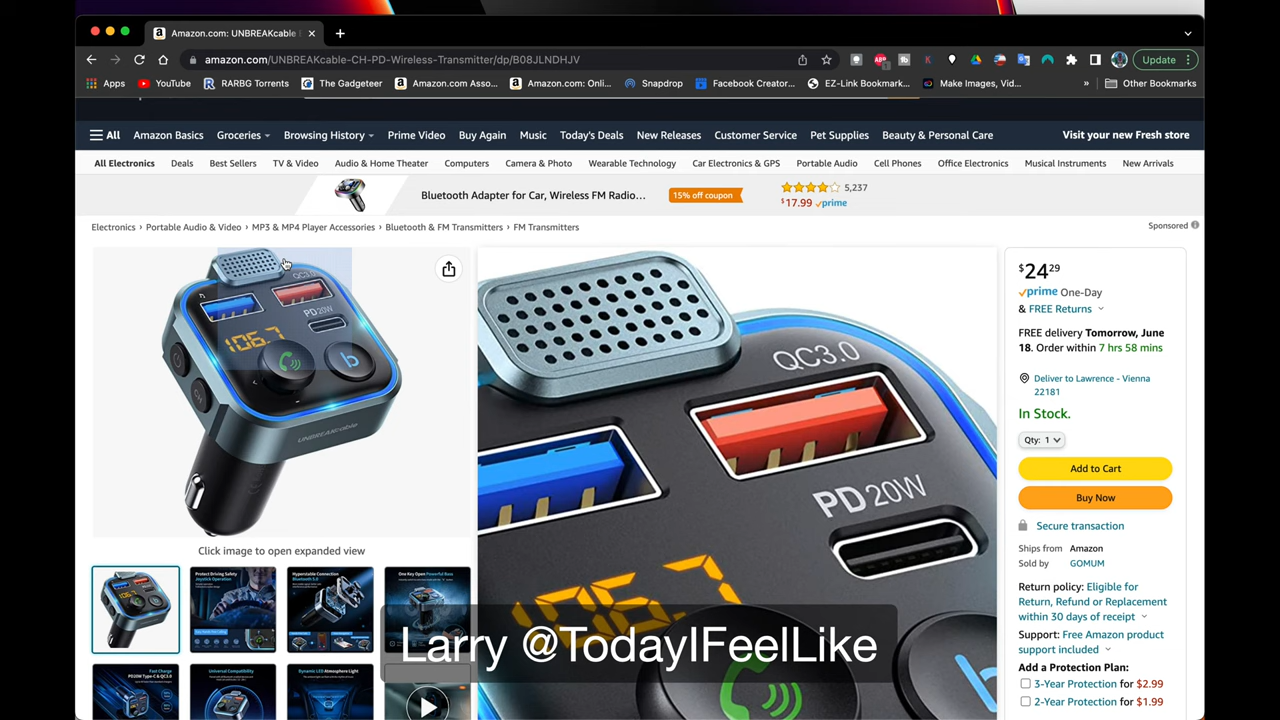 Amazon.com: UNBREAKcable
amazon.com/UNBREAKcable-CH-PD-Wireless-Transmitter/dp/B08JLNDHJV
Update
Apps
YouTube
RARBG Torrents
The Gadgeteer
Amazon.com Asso...
Amazon.com: Onli...
Snapdrop
Facebook Creator...
EZ-Link Bookmark...
Make Images, Vid...
»
Other Bookmarks
All
Amazon Basics
Groceries
Browsing History
Prime Video
Buy Again
Music
Today's Deals
New Releases
Customer Service
Pet Supplies
Beauty & Personal Care
Visit your new Fresh store
All Electronics
Deals
Best Sellers
TV & Video
Audio & Home Theater
Computers
Camera & Photo
Wearable Technology
Car Electronics & GPS
Portable Audio
Cell Phones
Office Electronics
Musical Instruments
New Arrivals
Bluetooth Adapter for Car, Wireless FM Radio...
15% off coupon
5,237
$17.99 prime
Electronics › Portable Audio & Video › MP3 & MP4 Player Accessories › Bluetooth & FM Transmitters › FM Transmitters
Sponsored
QC3.0
PD20W
106.7
ON
UNBREAKcable
Click image to open expanded view
Protect Driving Safety
Joystick Operation
Hyperstable Connection
Bluetooth 5.0
One Key Open Powerful Bass
Fast Charge
PD20W Type-C & QC3.0
Universal Compatibility
Dynamic LED Atmosphere Light
QC3.0
PD20W
106.7
Larry @TodayIFeelLike
$24 29
prime One-Day
& FREE Returns
FREE delivery Tomorrow, June
18. Order within 7 hrs 58 mins
Deliver to Lawrence - Vienna
22181
In Stock.
Qty: 1
Add to Cart
Buy Now
Secure transaction
Ships from Amazon
Sold by GOMUM
Return policy: Eligible for
Return, Refund or Replacement
within 30 days of receipt
Support: Free Amazon product
support included
Add a Protection Plan:
3-Year Protection for $2.99
2-Year Protection for $1.99